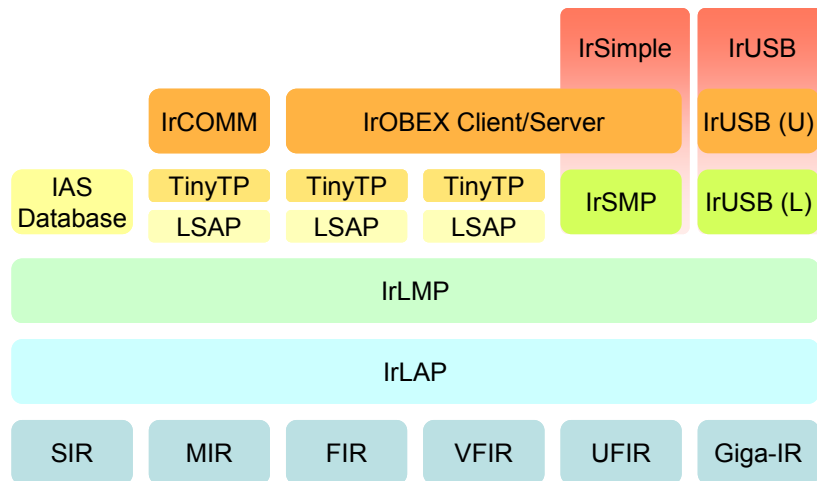 IrSimple
IrUSB
IrCOMM
IrOBEX Client/Server
IrUSB (U)
IAS
Database
TinyTP
TinyTP
TinyTP
LSAP
LSAP
LSAP
IrSMP
IrUSB (L)
IrLMP
IrLAP
SIR
MIR
FIR
VFIR
UFIR
Giga-IR